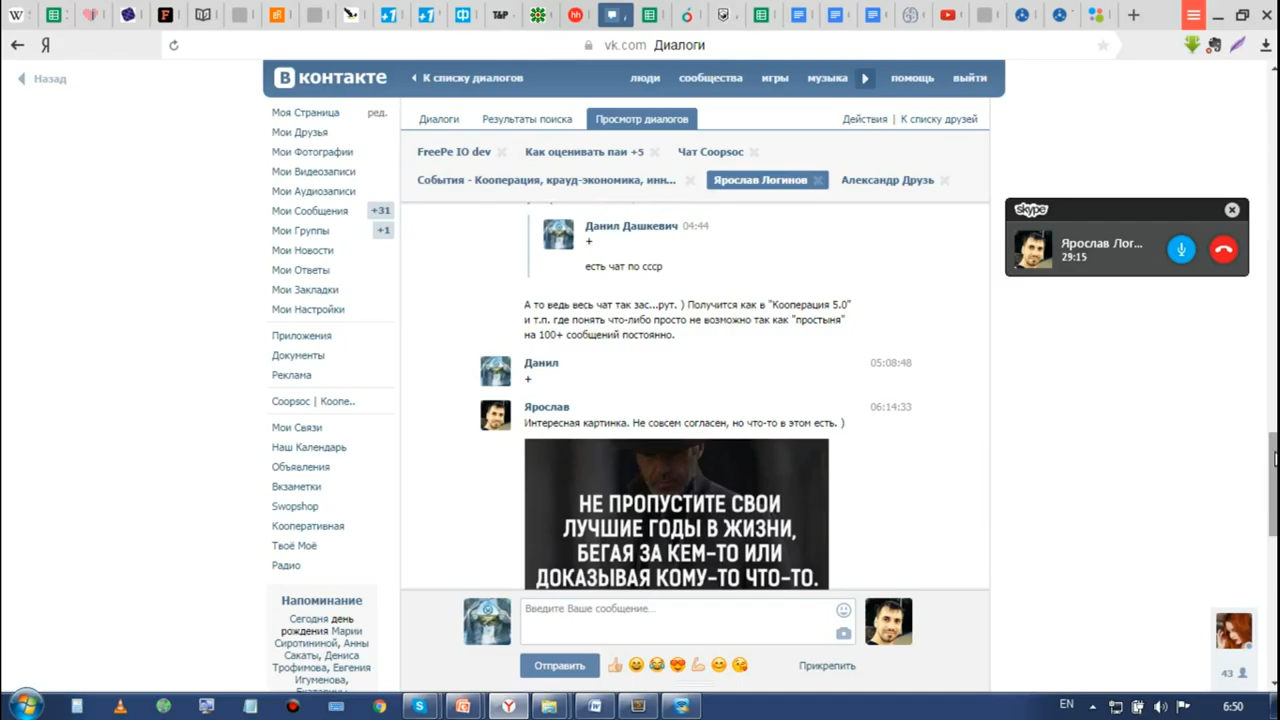 vk.com Диалоги
Назад
В контакте
К списку диалогов
люди
сообщества
игры
музыка
помощь
выйти
Моя Страница
ред.
Мои Друзья
Мои Фотографии
Мои Видеозаписи
Мои Аудиозаписи
Мои Сообщения +31
Мои Группы +1
Мои Новости
Мои Ответы
Мои Закладки
Мои Настройки
Приложения
Документы
Реклама
Coopsoc | Коопе..
Мои Связи
Наш Календарь
Объявления
Вкзаметки
Swopshop
Кооперативная
Твоё Моё
Радио
Напоминание
Сегодня день
рождения Марии
Сиротининой, Анны
Сакаты, Дениса
Трофимова, Евгения
Игуменова,
Диалоги
Результаты поиска
Просмотр диалогов
Действия | К списку друзей
FreePe IO dev
Как оценивать паи +5
Чат Coopsoc
События - Кооперация, крауд-экономика, инн...
Ярослав Логинов
Александр Друзь
Данил Дашкевич 04:44
+
есть чат по ссср
А то ведь весь чат так зас...рут. ) Получится как в "Кооперация 5.0"
и т.п. где понять что-либо просто не возможно так как "простыня"
на 100+ сообщений постоянно.
Данил 05:08:48
+
Ярослав 06:14:33
Интересная картинка. Не совсем согласен, но что-то в этом есть. )
НЕ ПРОПУСТИТЕ СВОИ
ЛУЧШИЕ ГОДЫ В ЖИЗНИ,
БЕГАЯ ЗА КЕМ-ТО ИЛИ
ДОКАЗЫВАЯ КОМУ-ТО ЧТО-ТО.
Введите Ваше сообщение...
Отправить
Прикрепить
skype
Ярослав Лог...
29:15
43
EN
6:50